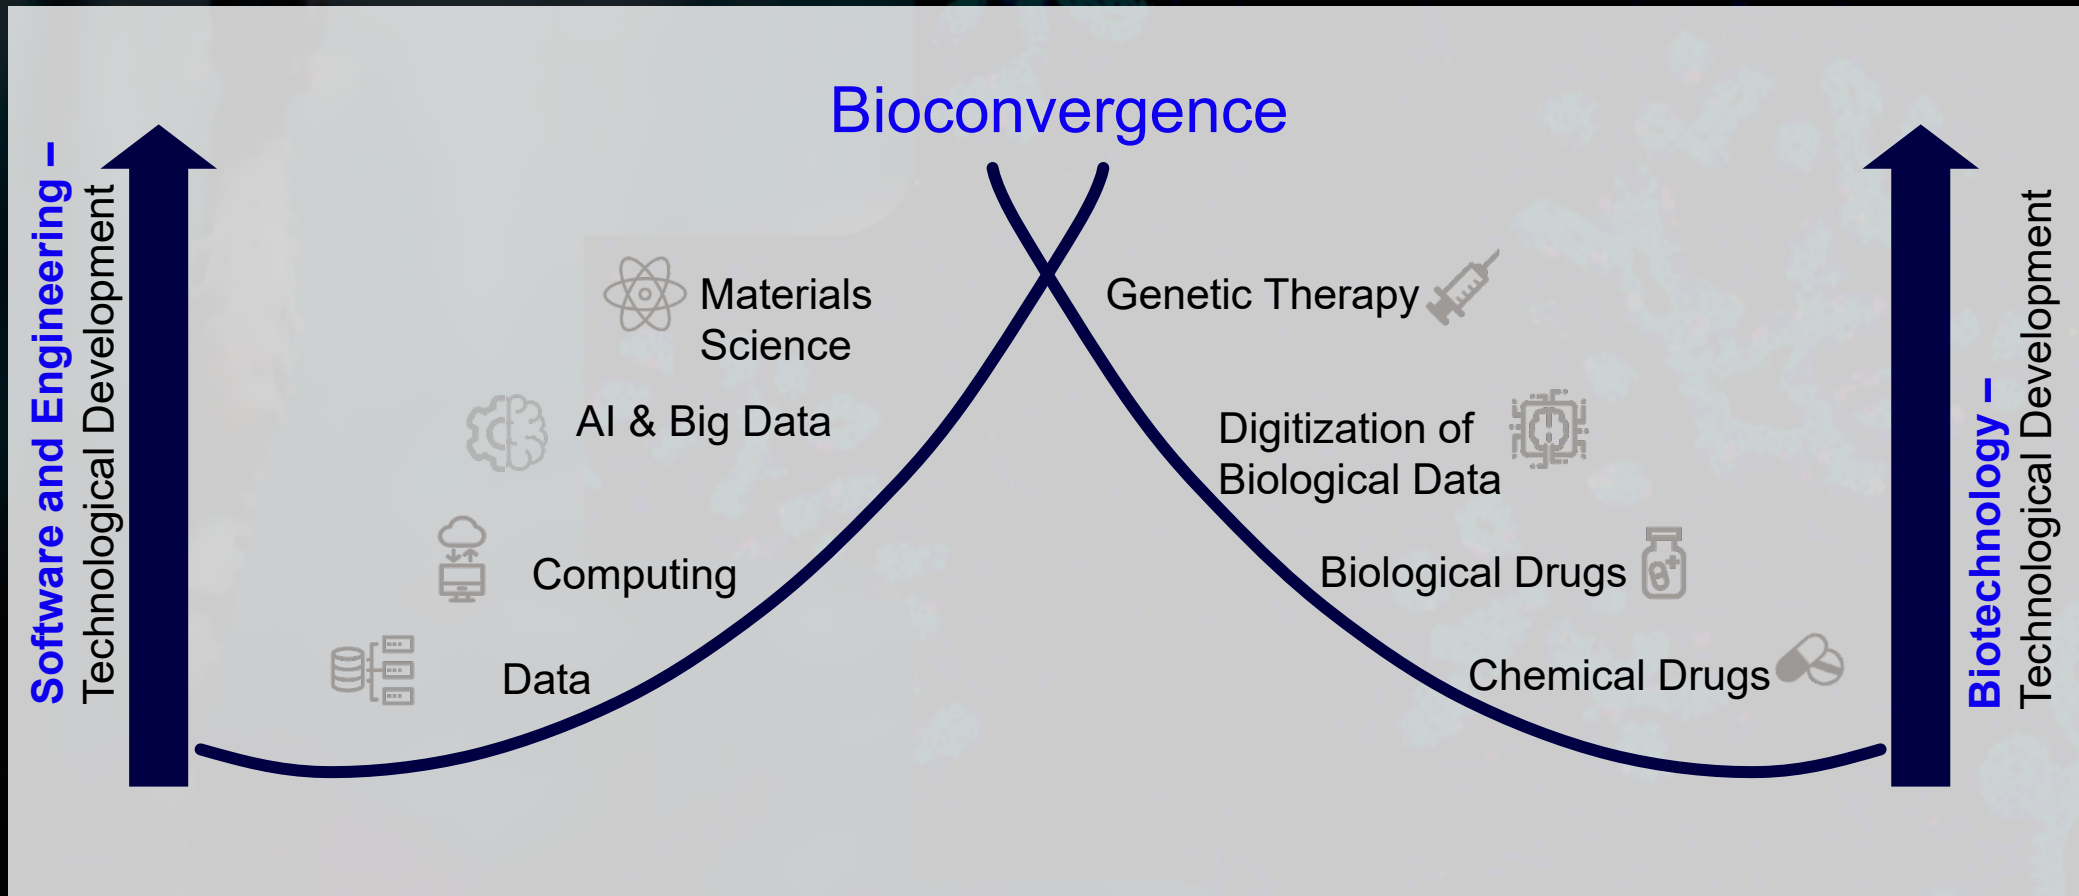 Bioconvergence
Software and Engineering –
Technological Development
Materials
Science
AI & Big Data
Computing
Data
Genetic Therapy
Digitization of
Biological Data
Biological Drugs
Chemical Drugs
Biotechnology –
Technological Development